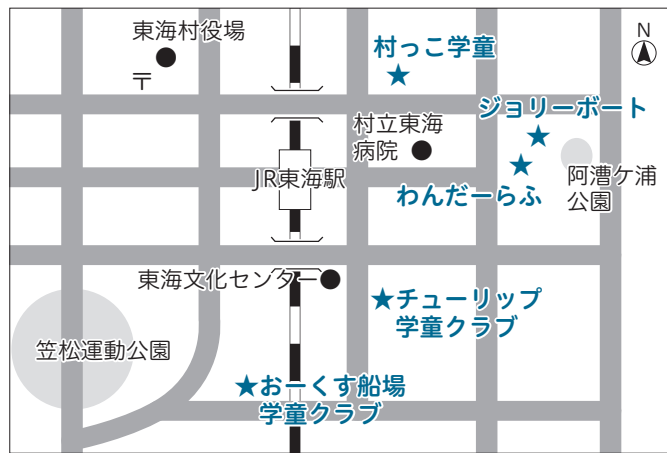 東海村役場
〒
村っこ学童
N
ジョリーボート
村立東海
病院
JR東海駅
わんだーらふ
阿漕ケ浦
公園
東海文化センター
チューリップ
学童クラブ
笠松運動公園
おーくす船場
学童クラブ